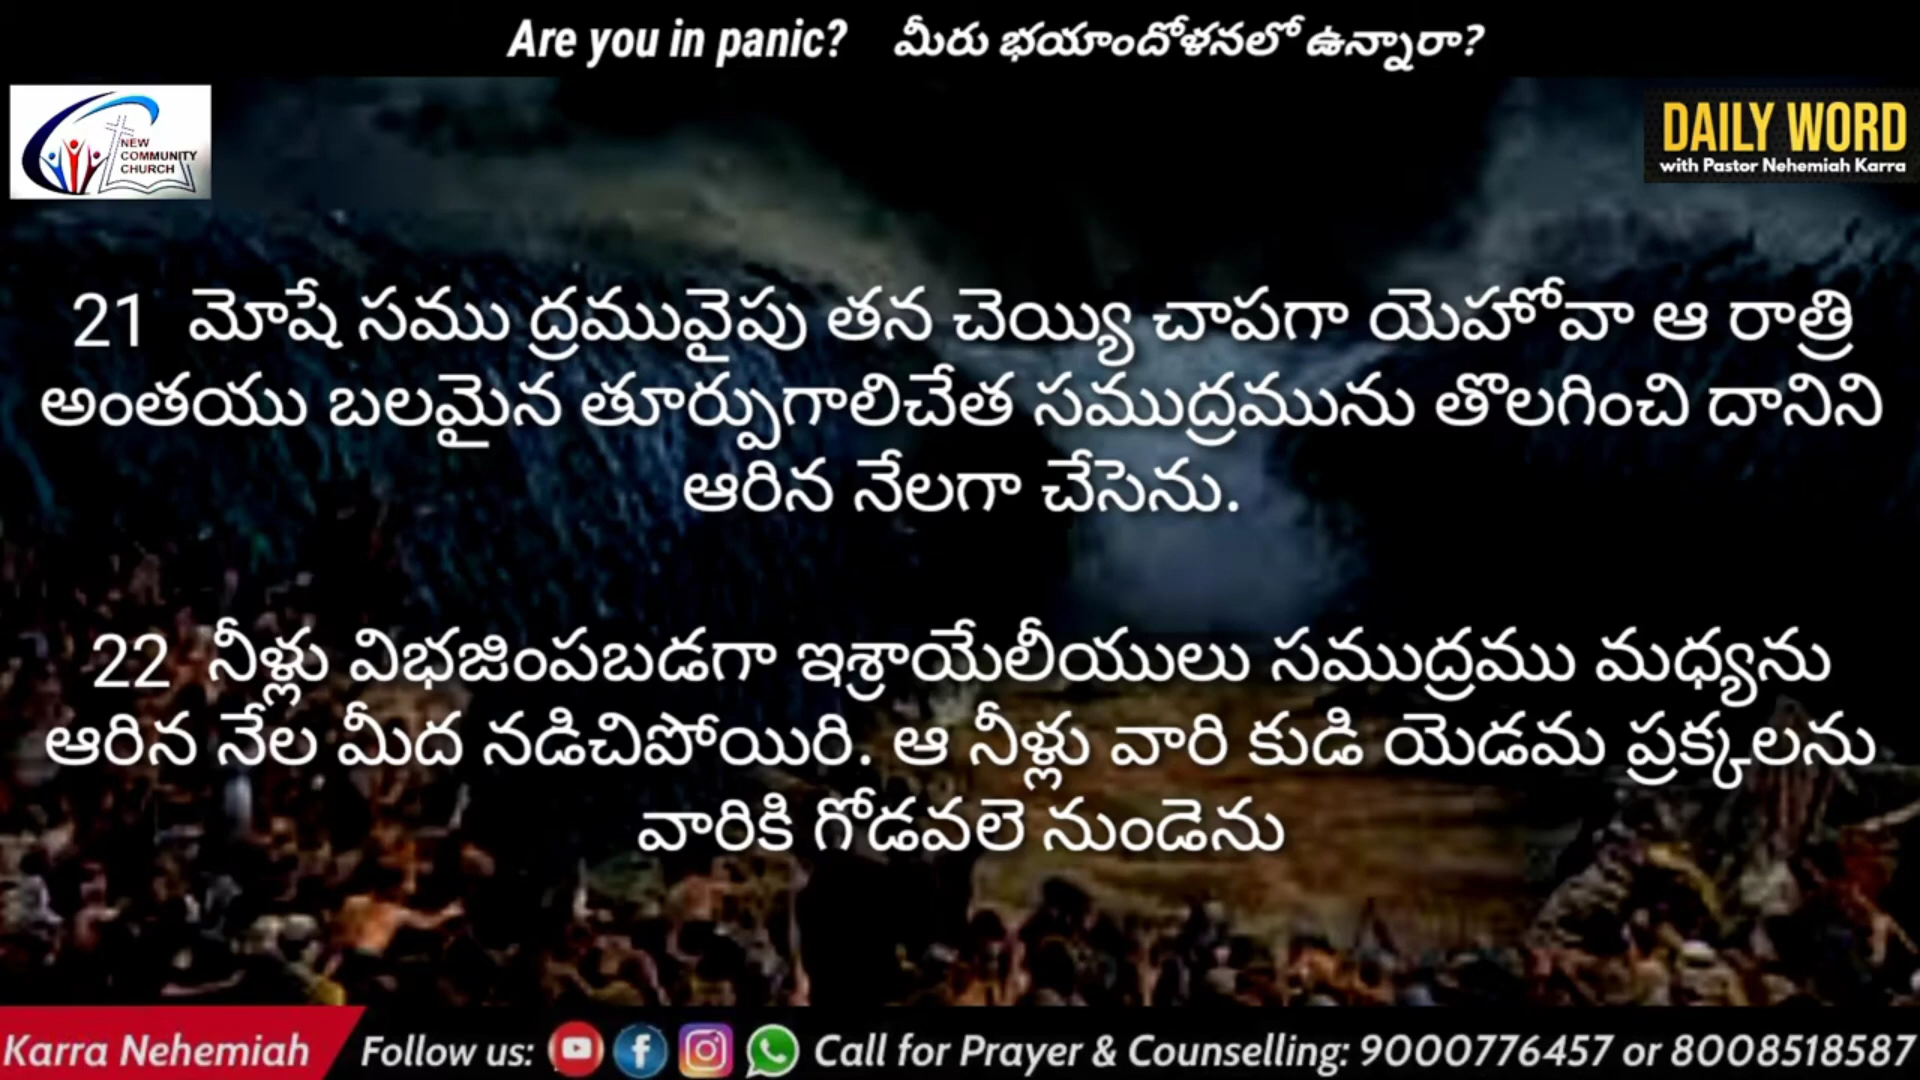 Are you in panic? మీరు భయాందోళనలో ఉన్నారా?
NEW
COMMUNITY
CHURCH
DAILY WORD
with Pastor Nehemiah Karra
21 మోషే సము ద్రమువైపు తన చెయ్యి చాపగా యెహోవా ఆ రాత్రి
అంతయు బలమైన తూర్పుగాలిచేత సముద్రమును తొలగించి దానిని
ఆరిన నేలగా చేసెను.
22 నీళ్లు విభజింపబడగా ఇశ్రాయేలీయులు సముద్రము మధ్యను
ఆరిన నేల మీద నడిచిపోయిరి. ఆ నీళ్లు వారి కుడి యెడమ ప్రక్కలను
వారికి గోడవలె నుండెను
Karra Nehemiah Follow us: Call for Prayer & Counselling: 9000776457 or 8008518587